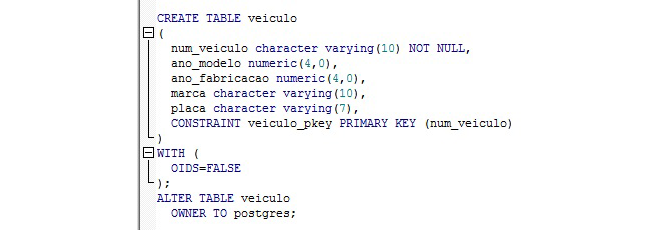 CREATE TABLE veiculo
(
num_veiculo character varying(10) NOT NULL,
ano_modelo numeric(4,0),
ano_fabricacao numeric(4,0),
marca character varying(10),
placa character varying(7),
CONSTRAINT veiculo_pkey PRIMARY KEY (num_veiculo)
)
WITH (
OIDS=FALSE
);
ALTER TABLE veiculo
OWNER TO postgres;